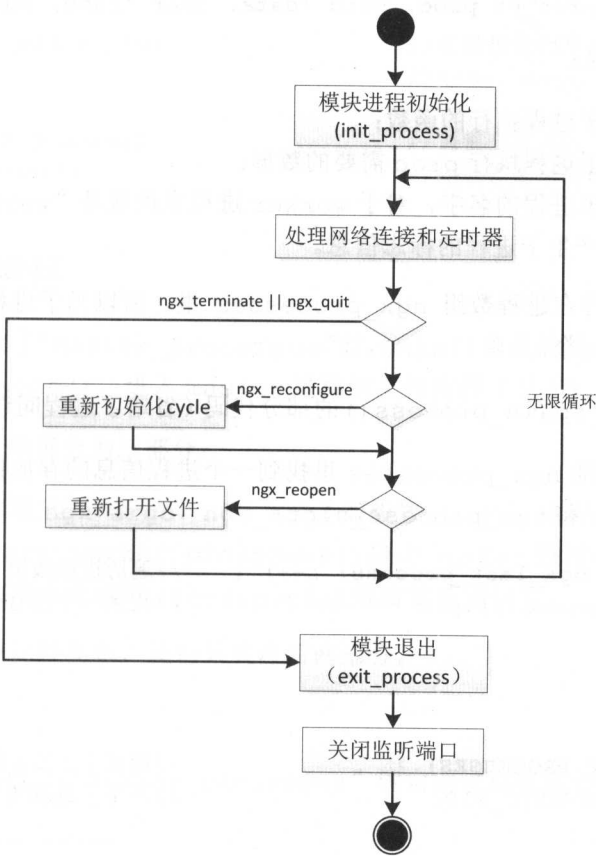 模块进程初始化
(init_process)
处理网络连接和定时器
ngx_terminate || ngx_quit
ngx_reconfigure
重新初始化cycle
无限循环
ngx_reopen
重新打开文件
模块退出
（exit_process）
关闭监听端口